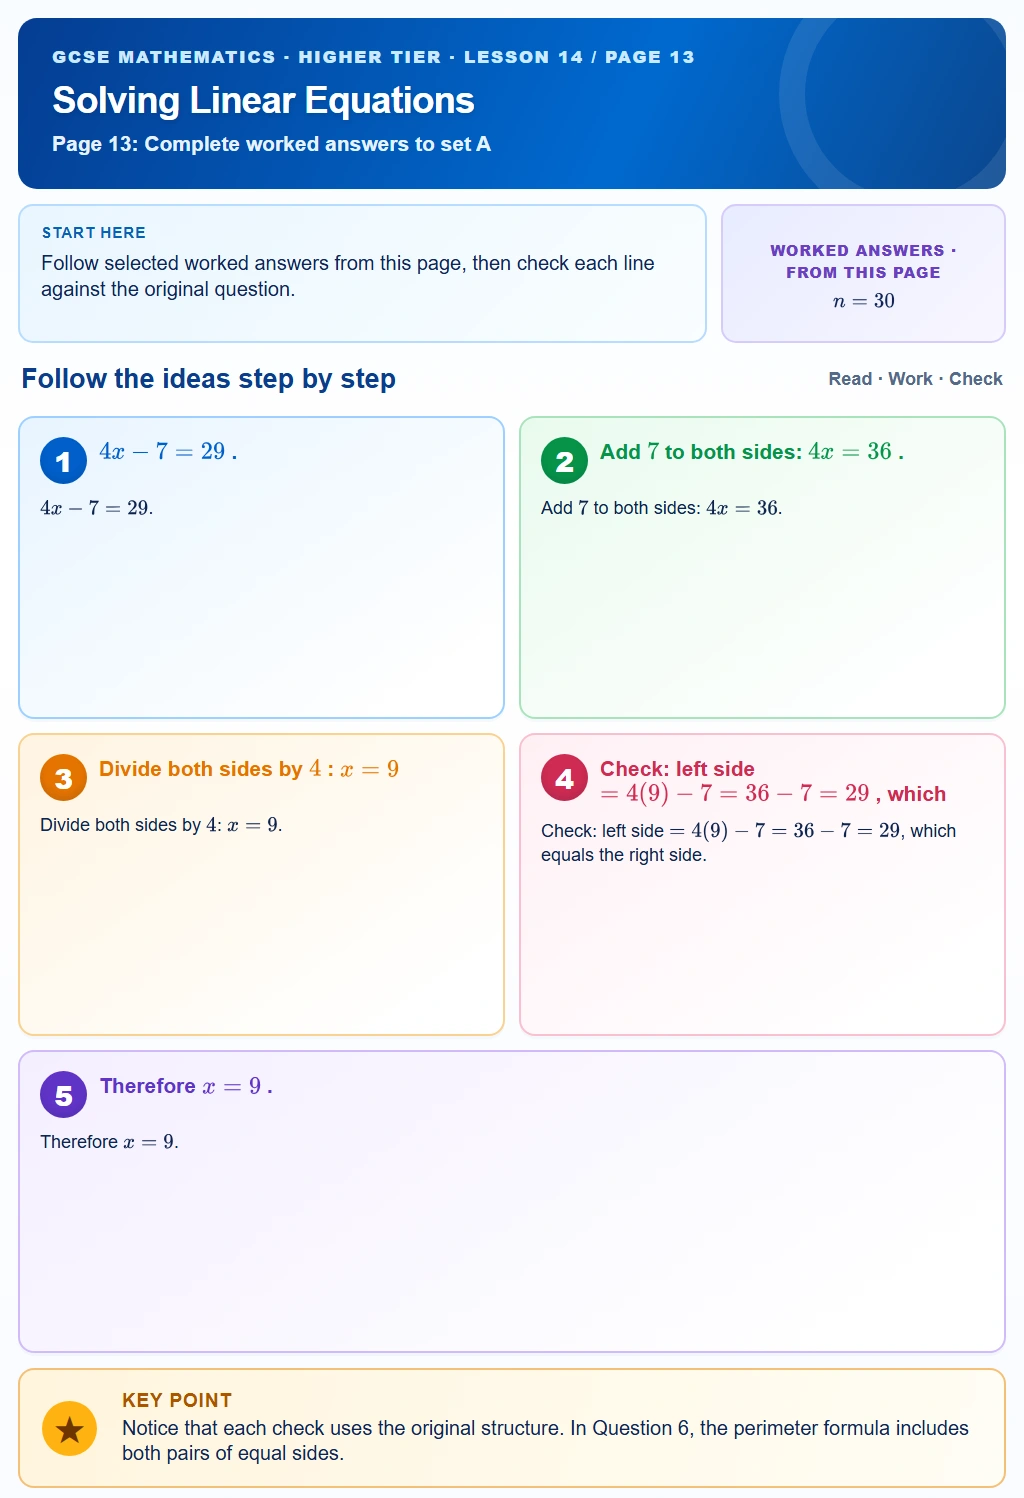 GCSE MATHEMATICS · HIGHER TIER · LESSON 14 / PAGE 13
Solving Linear Equations
Page 13: Complete worked answers to set A
START HERE
Follow selected worked answers from this page, then check each line
against the original question.
WORKED ANSWERS ·
FROM THIS PAGE
n = 30
Follow the ideas step by step
Read · Work · Check
1
4x − 7 = 29 .
4x − 7 = 29.
2
Add 7 to both sides: 4x = 36 .
Add 7 to both sides: 4x = 36.
3
Divide both sides by 4 : x = 9
Divide both sides by 4: x = 9.
4
Check: left side
= 4(9) − 7 = 36 − 7 = 29 , which
Check: left side = 4(9) − 7 = 36 − 7 = 29, which
equals the right side.
5
Therefore x = 9 .
Therefore x = 9.
KEY POINT
Notice that each check uses the original structure. In Question 6, the perimeter formula includes
both pairs of equal sides.